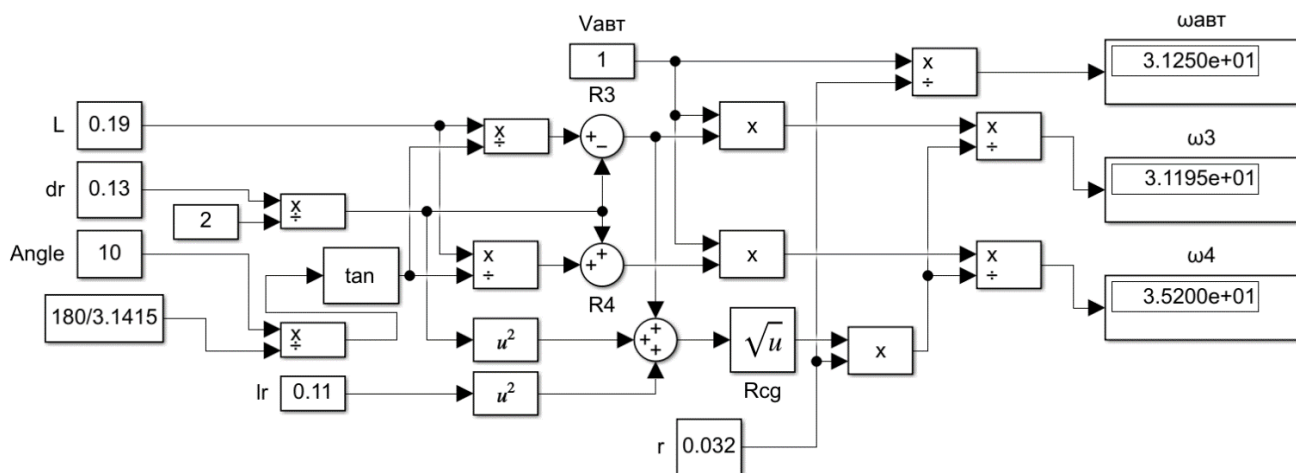 Vавт
ωавт
1
x
÷
3.1250e+01
R3
L
0.19
x
÷
+
−
x
x
÷
ω3
3.1195e+01
dr
0.13
2
x
÷
Angle
10
tan
x
÷
+
+
R4
x
x
÷
ω4
3.5200e+01
180/3.1415
x
÷
u²
+
+
+
√u
Rcg
x
lr
0.11
u²
r
0.032